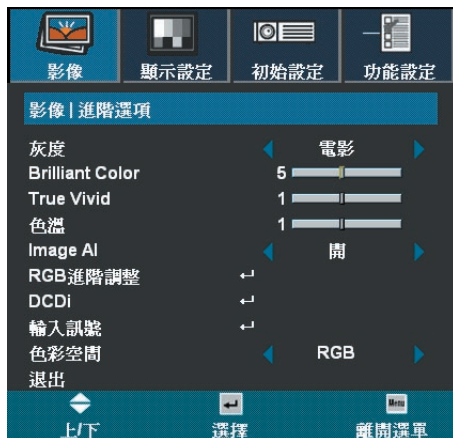 影像 顯示設定 初始設定 功能設定
影像 | 進階選項
灰度 電影
Brilliant Color 5
True Vivid 1
色溫 1
Image AI 開
RGB進階調整
DCDi
輸入訊號
色彩空間 RGB
退出
Menu
上/下 選擇 離開選單